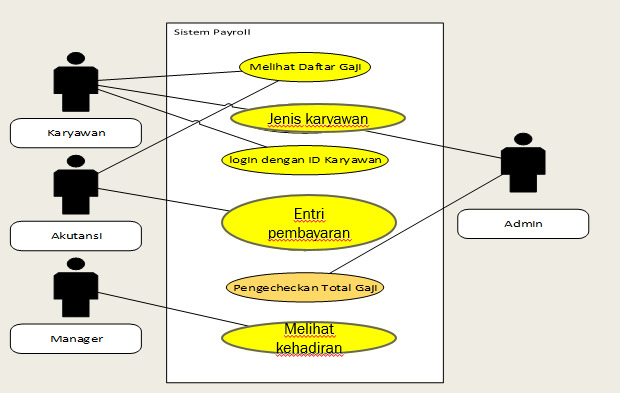 Sistem Payroll
Melihat Daftar Gaji
Jenis karyawan
Karyawan
login dengan ID Karyawan
Entri
pembayaran
Akutansi
Admin
Pengecheckan Total Gaji
Melihat
kehadiran
Manager